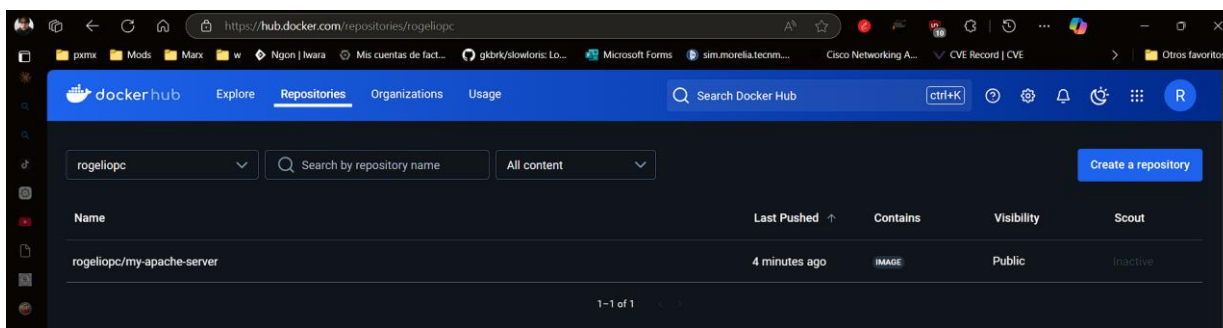 https://hub.docker.com/repositories/rogeliopc
10
pxmx Mods Marx w Ngon | Iwara Mis cuentas de fact... gkbrk/slowloris: Lo... Microsoft Forms sim.morelia.tecnm.... Cisco Networking A... CVE Record | CVE Otros favoritos
dockerhub Explore Repositories Organizations Usage Search Docker Hub ctrl+K R
rogeliopc Search by repository name All content Create a repository
Name Last Pushed Contains Visibility Scout
rogeliopc/my-apache-server 4 minutes ago IMAGE Public Inactive
1-1 of 1